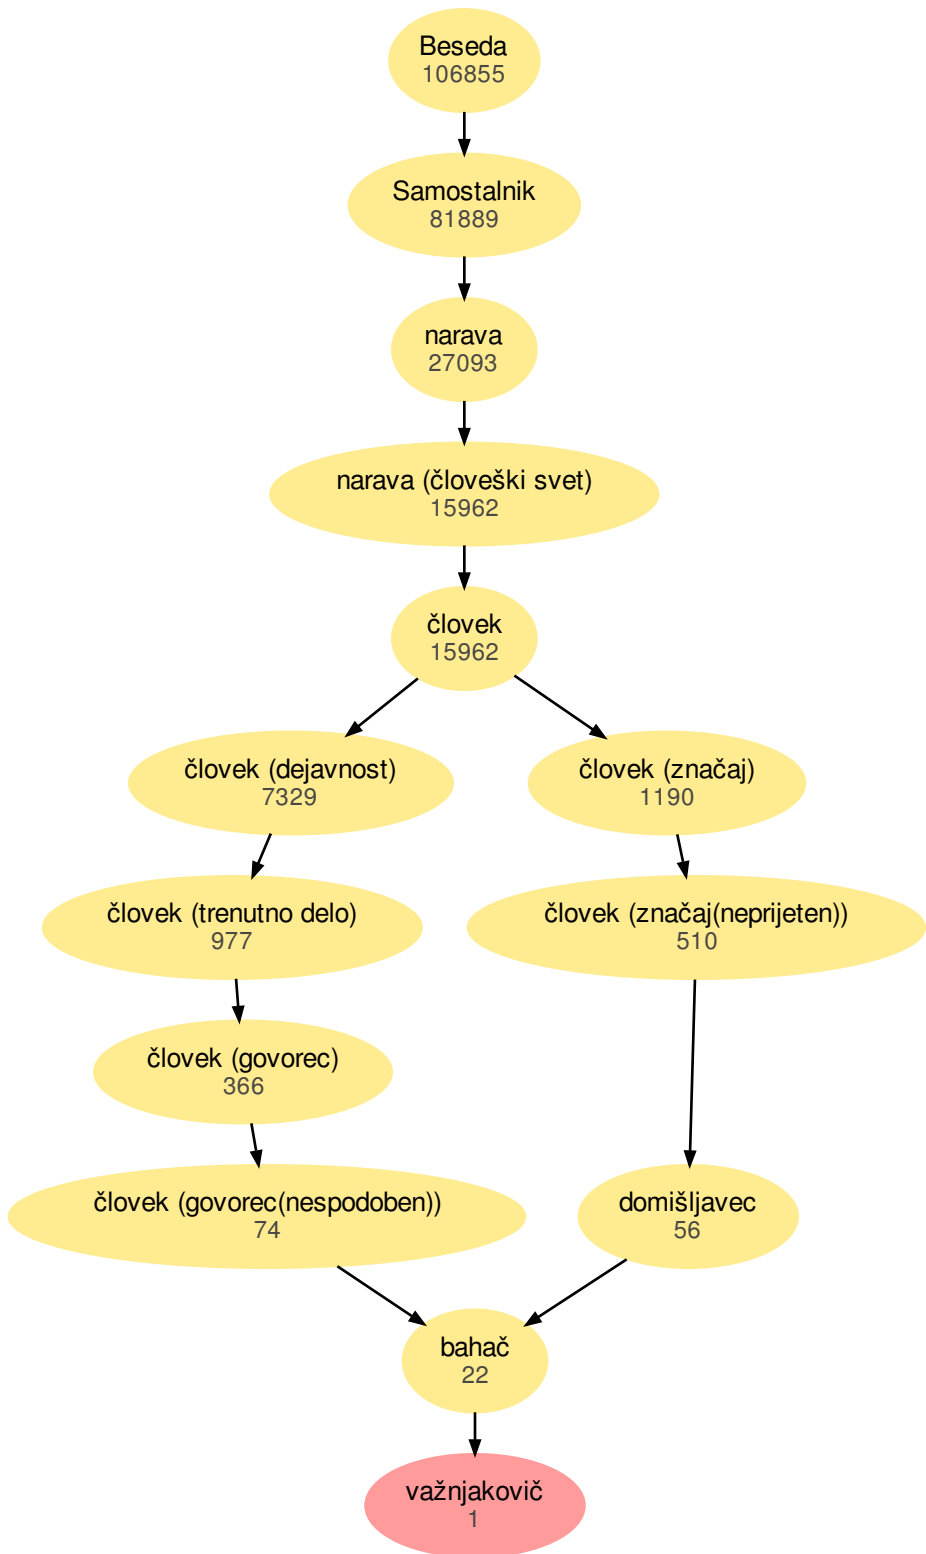 Beseda
106855
Samostalnik
81889
narava
27093
narava (človeški svet)
15962
človek
15962
človek (dejavnost)
7329
človek (značaj)
1190
človek (trenutno delo)
977
človek (značaj(neprijeten))
510
človek (govorec)
366
človek (govorec(nespodoben))
74
domišljavec
56
bahač
22
važnjakovič
1